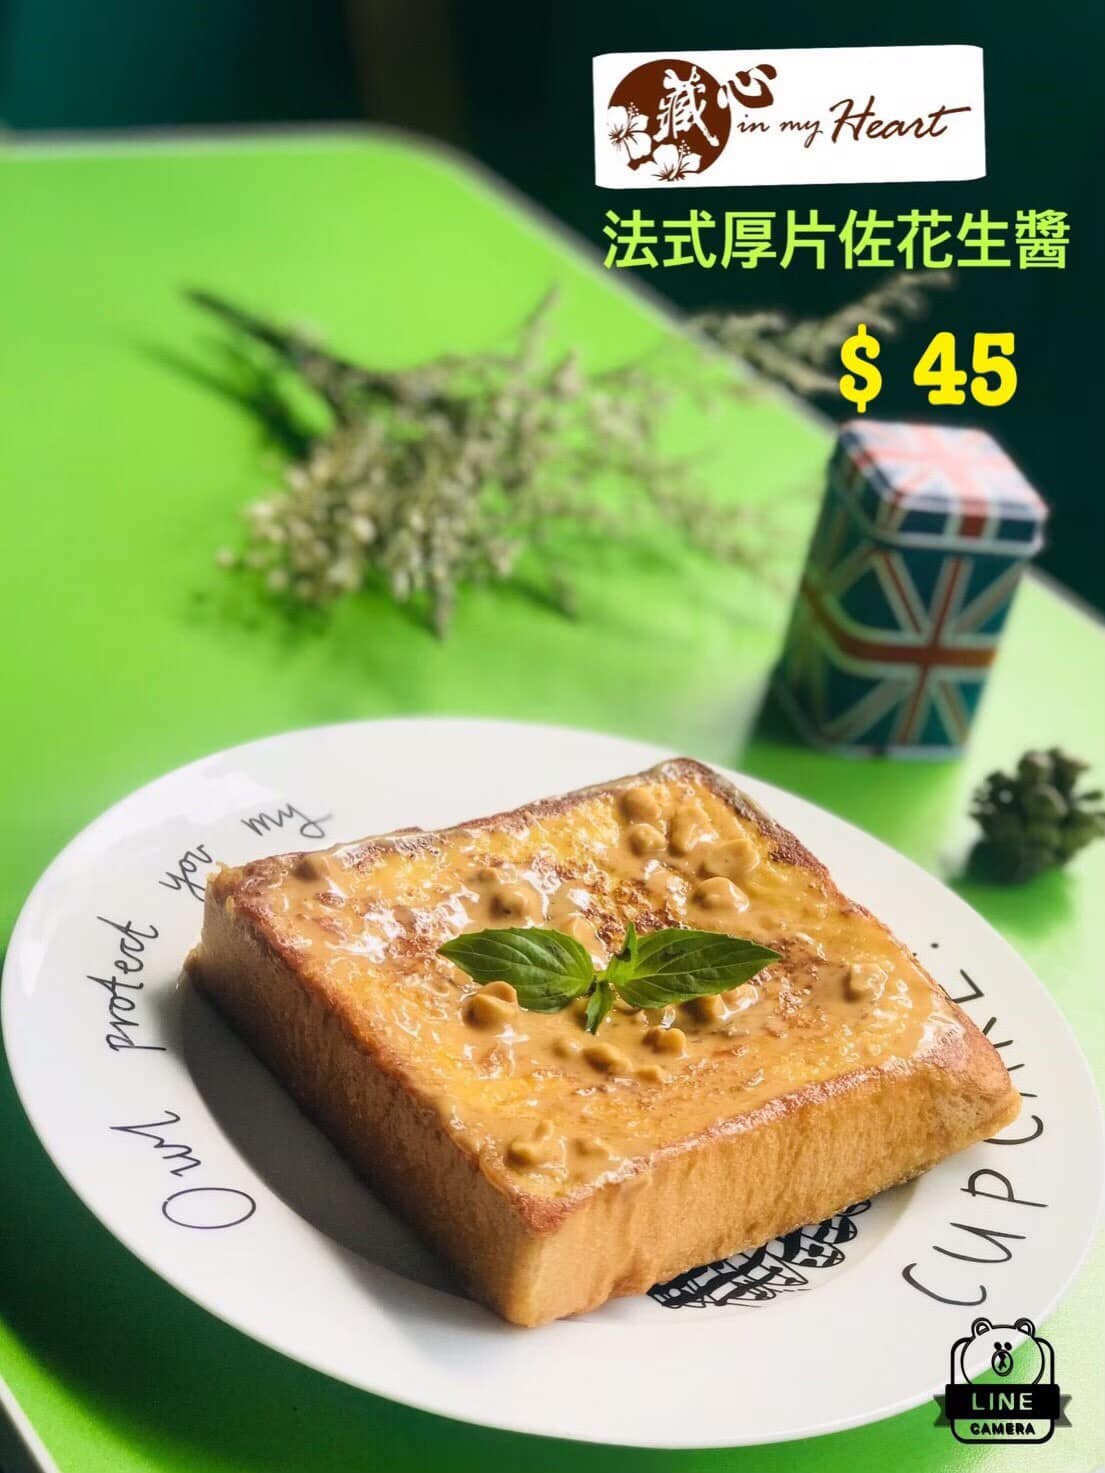 藏心 in my Heart
法式厚片佐花生醬
$ 45
Owl protect you my
CUPCAKE.
LINE
CAMERA